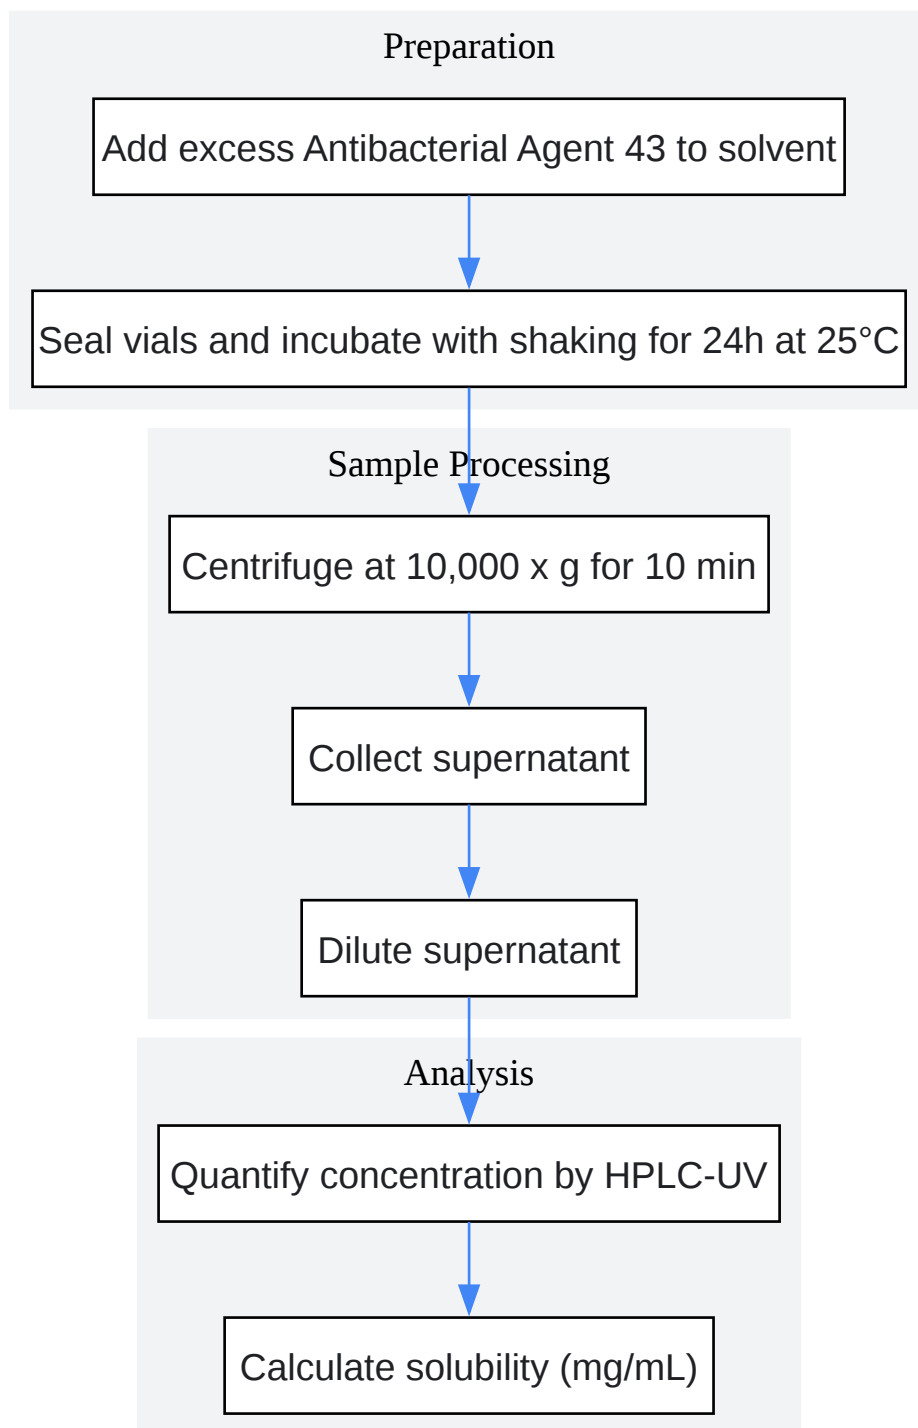 Preparation
Add excess Antibacterial Agent 43 to solvent
Seal vials and incubate with shaking for 24h at 25°C
Sample Processing
Centrifuge at 10,000 x g for 10 min
Collect supernatant
Dilute supernatant
Analysis
Quantify concentration by HPLC-UV
Calculate solubility (mg/mL)